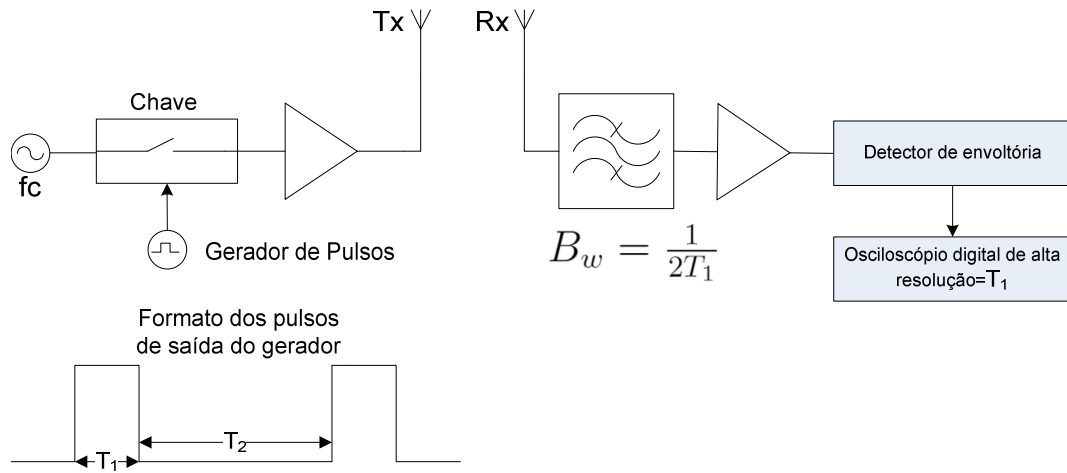 Tx
Rx
Chave
fc
Gerador de Pulsos
Detector de envoltória
B_w = \frac{1}{2T_1}
Osciloscópio digital de alta
resolução=T₁
Formato dos pulsos
de saída do gerador
T₂
T₁